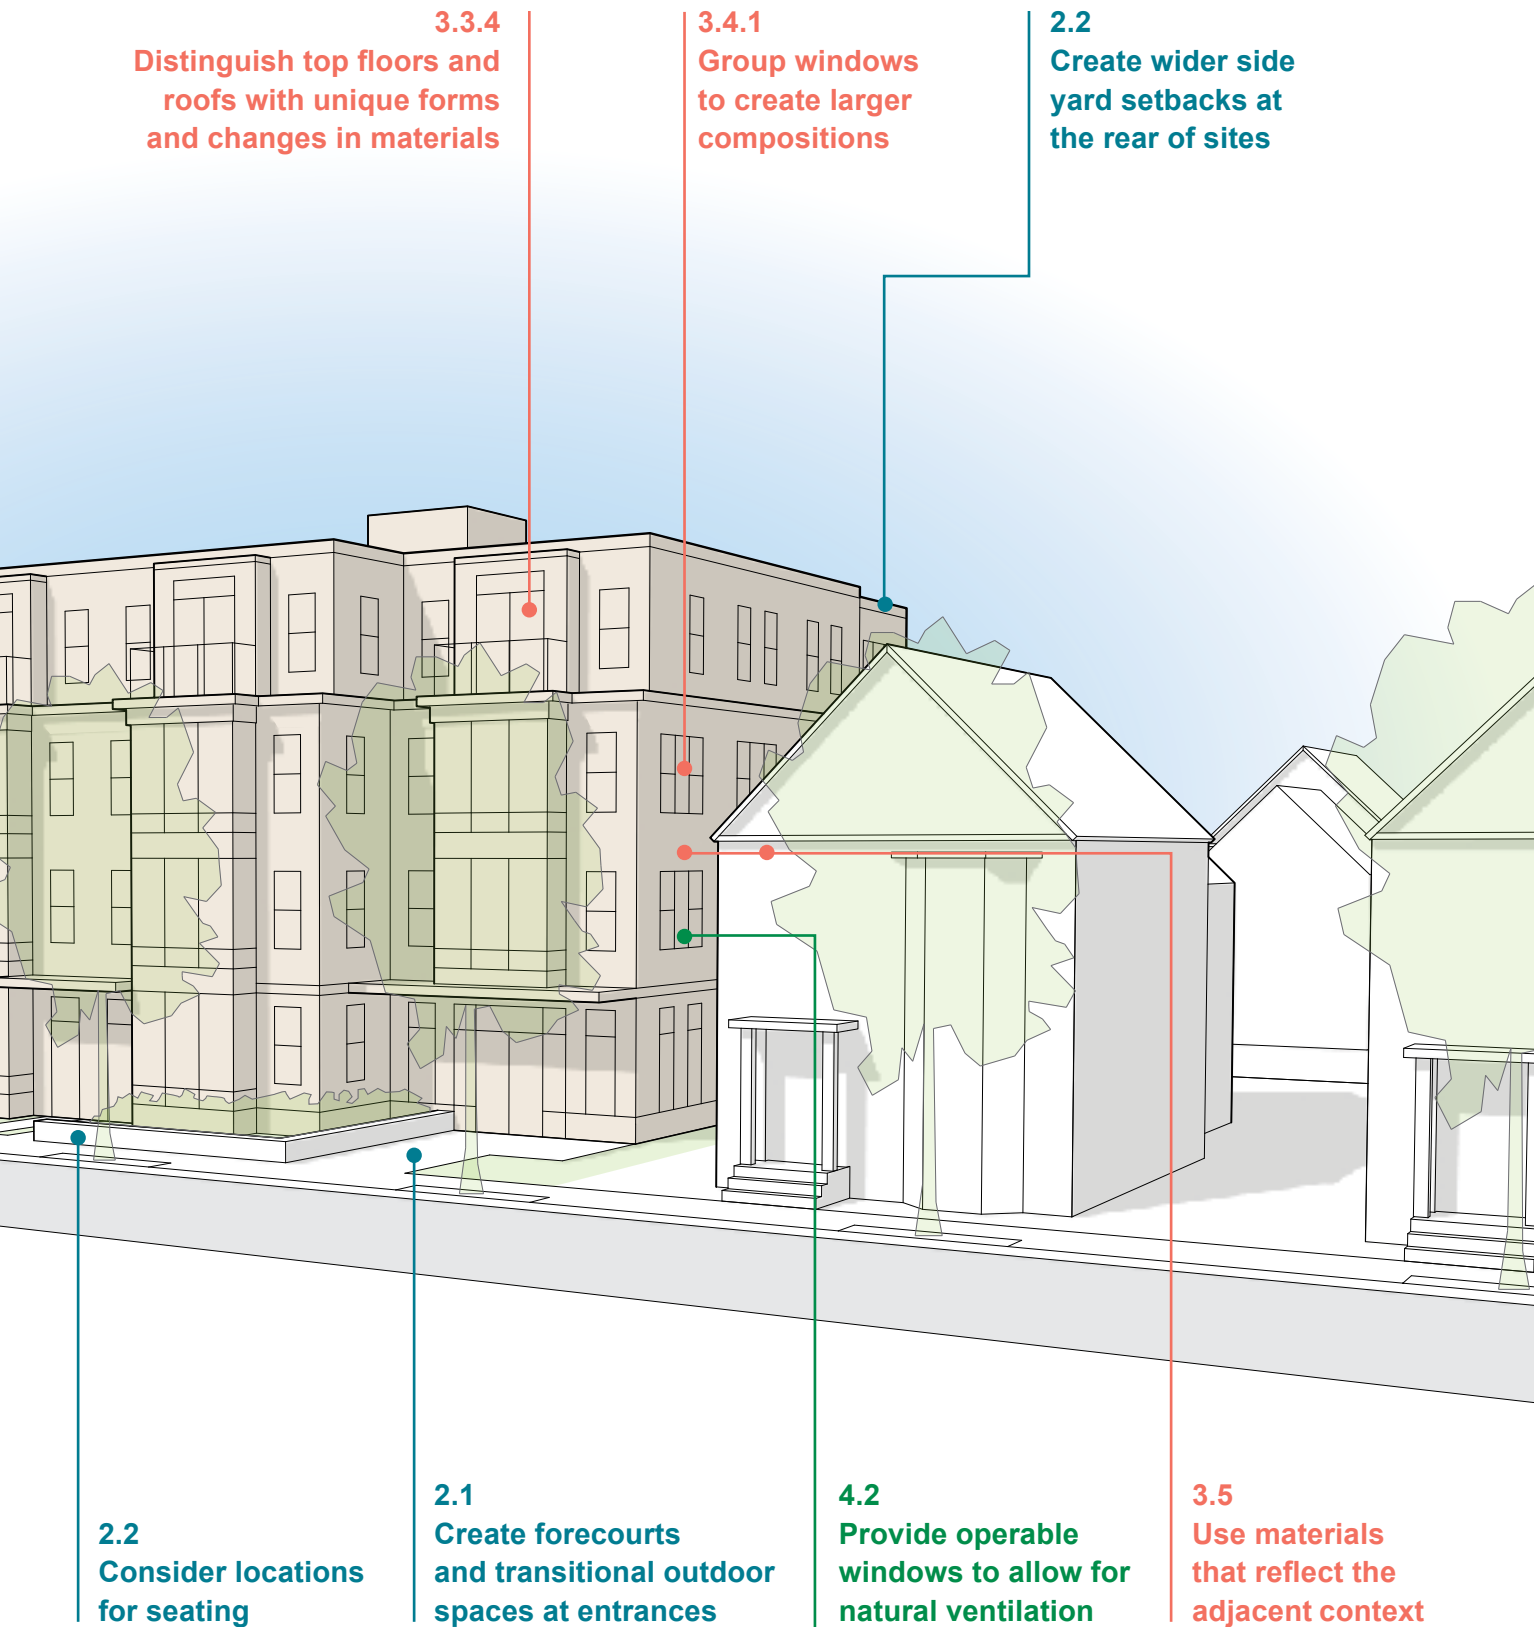 3.3.4
Distinguish top floors and
roofs with unique forms
and changes in materials
3.4.1
Group windows
to create larger
compositions
2.2
Create wider side
yard setbacks at
the rear of sites
2.2
Consider locations
for seating
2.1
Create forecourts
and transitional outdoor
spaces at entrances
4.2
Provide operable
windows to allow for
natural ventilation
3.5
Use materials
that reflect the
adjacent context